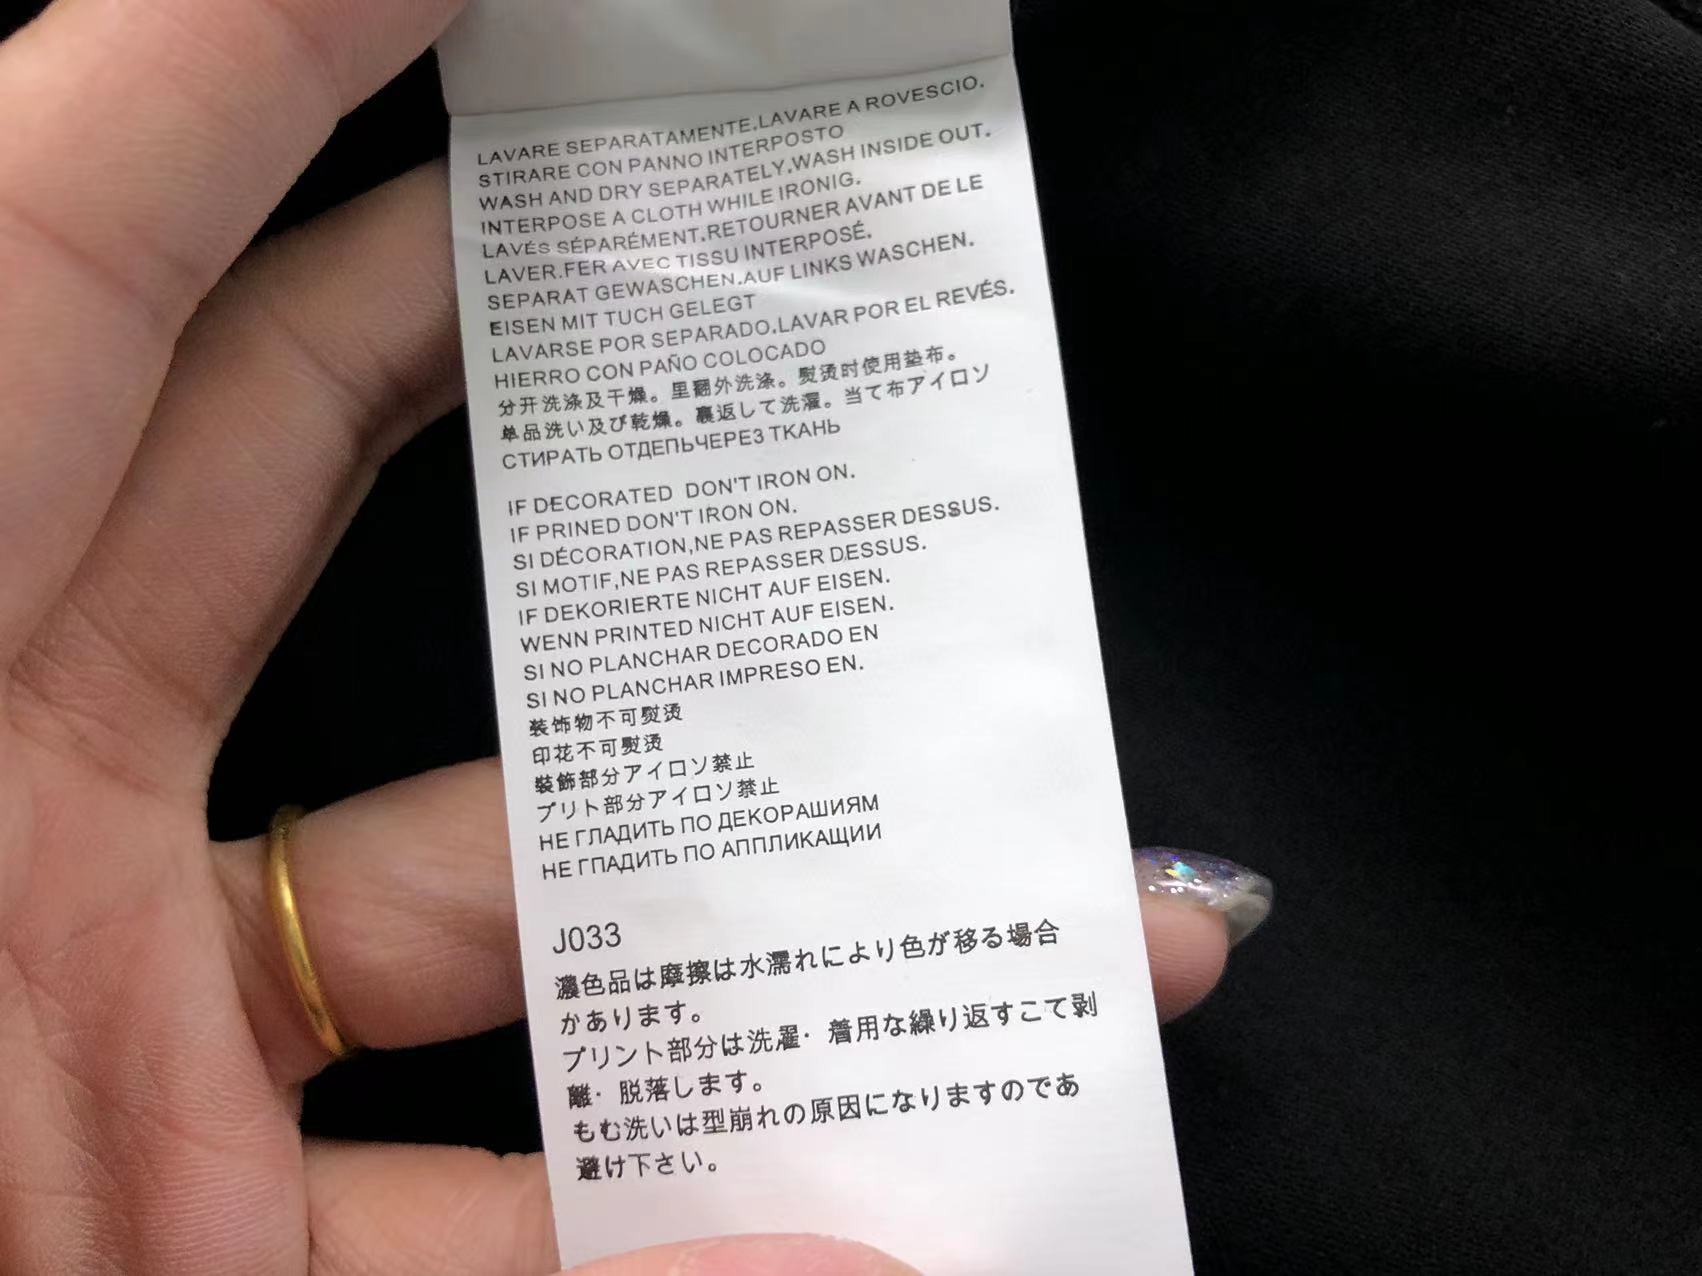 LAVARE SEPARATAMENTE.LAVARE A ROVESCIO.
STIRARE CON PANNO INTERPOSTO
WASH AND DRY SEPARATELY.WASH INSIDE OUT.
INTERPOSE A CLOTH WHILE IRONIG.
LAVÉS SÉPARÉMENT.RETOURNER AVANT DE LE
LAVER.FER AVEC TISSU INTERPOSÉ.
SEPARAT GEWASCHEN.AUF LINKS WASCHEN.
EISEN MIT TUCH GELEGT
LAVARSE POR SEPARADO.LAVAR POR EL REVÉS.
HIERRO CON PAÑO COLOCADO
分开洗涤及干燥。里翻外洗涤。熨烫时使用垫布。
单品洗い及び乾燥。裏返して洗濯。当て布アイロソ
СТИРАТЬ ОТДЕПЬЧЕРЕЗ ТКАНЬ
IF DECORATED DON'T IRON ON.
IF PRINED DON'T IRON ON.
SI DÉCORATION,NE PAS REPASSER DESSUS.
SI MOTIF,NE PAS REPASSER DESSUS.
IF DEKORIERTE NICHT AUF EISEN.
WENN PRINTED NICHT AUF EISEN.
SI NO PLANCHAR DECORADO EN
SI NO PLANCHAR IMPRESO EN.
装饰物不可熨烫
印花不可熨烫
装飾部分アイロソ禁止
プリト部分アイロソ禁止
НЕ ГЛАДИТЬ ПО ДЕКОРАШИЯМ
НЕ ГПАДИТЬ ПО АППЛИКАЩИИ
J033
濃色品は摩擦は水濡れにより色が移る場合
かあります。
プリント部分は洗濯·着用な繰り返すこて剥
離·脱落します。
もむ洗いは型崩れの原因になりますのであ
避け下さい。